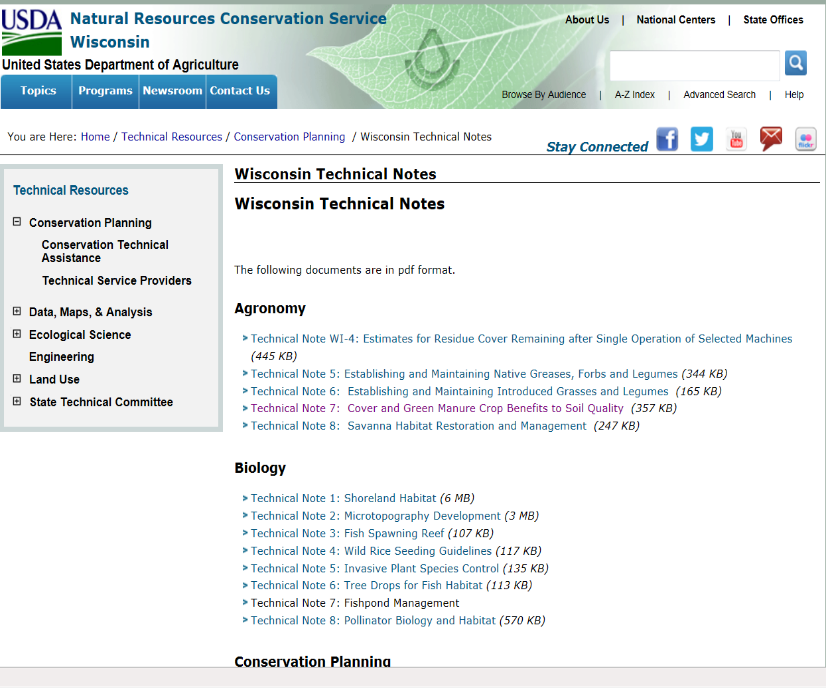 USDA Natural Resources Conservation Service
Wisconsin
United States Department of Agriculture
About Us | National Centers | State Offices
Topics Programs Newsroom Contact Us
Browse By Audience | A-Z Index | Advanced Search | Help
You are Here: Home / Technical Resources / Conservation Planning / Wisconsin Technical Notes
Stay Connected
You Tube
flickr
Technical Resources
Conservation Planning
Conservation Technical
Assistance
Technical Service Providers
Data, Maps, & Analysis
Ecological Science
Engineering
Land Use
State Technical Committee
Wisconsin Technical Notes
Wisconsin Technical Notes
The following documents are in pdf format.
Agronomy
Technical Note WI-4: Estimates for Residue Cover Remaining after Single Operation of Selected Machines
(445 KB)
Technical Note 5: Establishing and Maintaining Native Greases, Forbs and Legumes (344 KB)
Technical Note 6: Establishing and Maintaining Introduced Grasses and Legumes (165 KB)
Technical Note 7: Cover and Green Manure Crop Benefits to Soil Quality (357 KB)
Technical Note 8: Savanna Habitat Restoration and Management (247 KB)
Biology
Technical Note 1: Shoreland Habitat (6 MB)
Technical Note 2: Microtopography Development (3 MB)
Technical Note 3: Fish Spawning Reef (107 KB)
Technical Note 4: Wild Rice Seeding Guidelines (117 KB)
Technical Note 5: Invasive Plant Species Control (135 KB)
Technical Note 6: Tree Drops for Fish Habitat (113 KB)
Technical Note 7: Fishpond Management
Technical Note 8: Pollinator Biology and Habitat (570 KB)
Conservation Planning